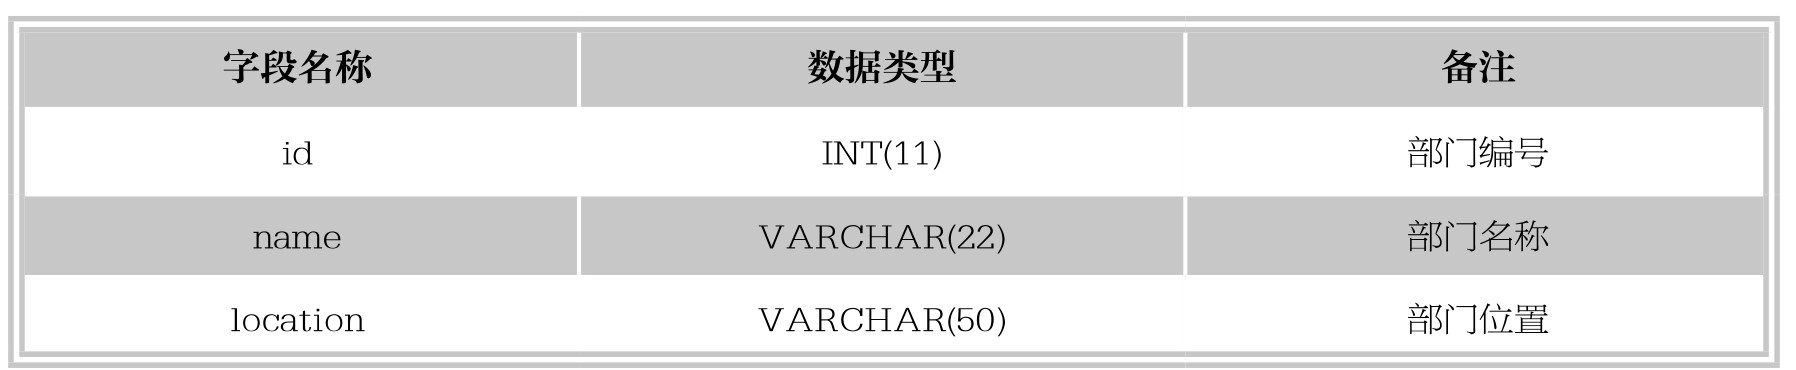 字段名称 数据类型 备注
id INT(11) 部门编号
name VARCHAR(22) 部门名称
location VARCHAR(50) 部门位置